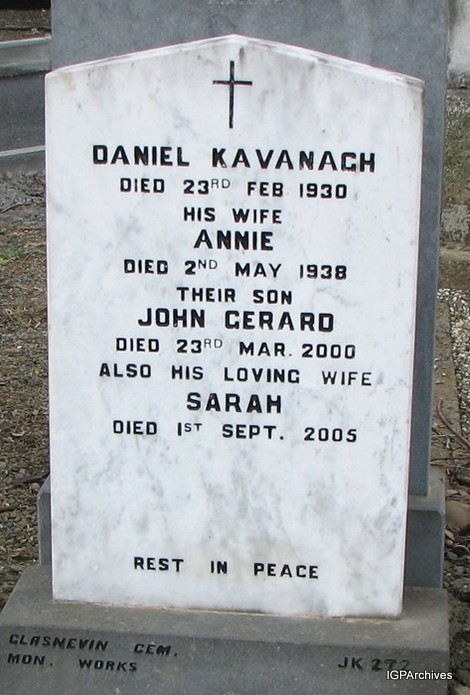 DANIEL KAVANAGH
DIED 23RD FEB 1930
HIS WIFE
ANNIE
DIED 2ND MAY 1938
THEIR SON
JOHN GERARD
DIED 23RD MAR. 2000
ALSO HIS LOVING WIFE
SARAH
DIED 1ST SEPT. 2005
REST IN PEACE
GLASNEVIN CEM.
MON. WORKS
JK 272
IGPArchives